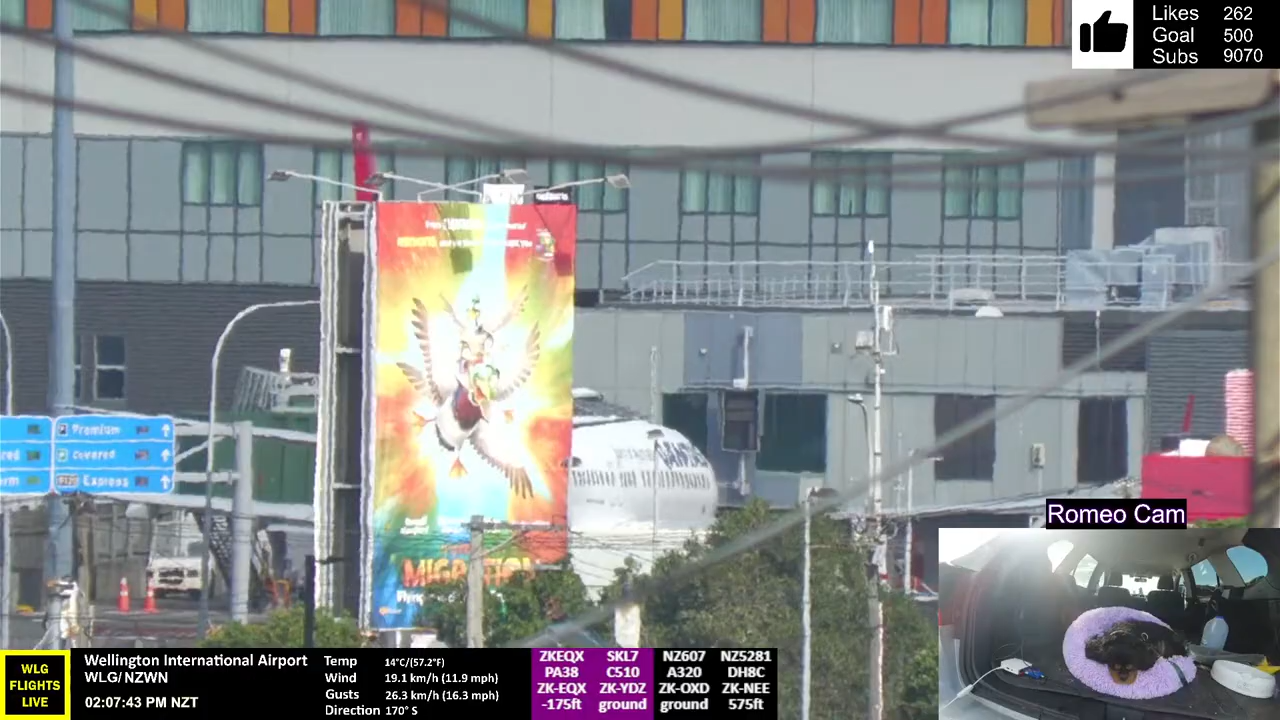 Likes 262
Goal 500
Subs 9070
MIGRATION
Premium
Covered
Express
QANTAS
Romeo Cam
WLG
FLIGHTS
LIVE
Wellington International Airport
WLG/NZWN
02:07:43 PM NZT
Temp 14°C/(57.2°F)
Wind 19.1 km/h (11.9 mph)
Gusts 26.3 km/h (16.3 mph)
Direction 170° S
ZKEQX SKL7 NZ607 NZ5281
PA38 C510 A320 DH8C
ZK-EQX ZK-YDZ ZK-OXD ZK-NEE
-175ft ground ground 575ft